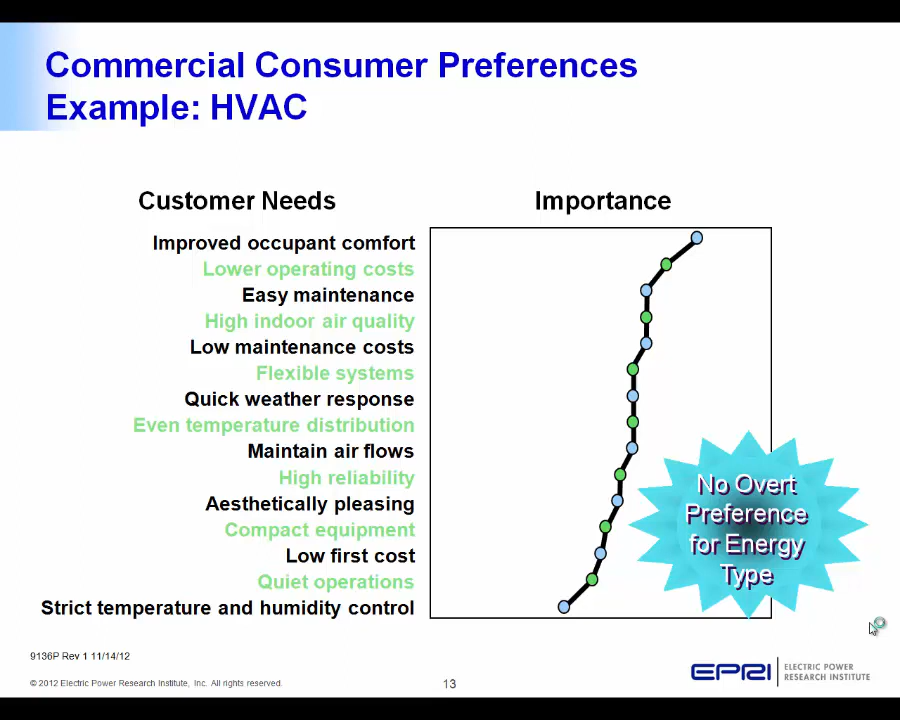 Commercial Consumer Preferences
Example: HVAC
Customer Needs
Importance
Improved occupant comfort
Lower operating costs
Easy maintenance
High indoor air quality
Low maintenance costs
Flexible systems
Quick weather response
Even temperature distribution
Maintain air flows
High reliability
Aesthetically pleasing
Compact equipment
Low first cost
Quiet operations
Strict temperature and humidity control
No Overt
Preference
for Energy
Type
9136P Rev 1 11/14/12
© 2012 Electric Power Research Institute, Inc. All rights reserved.
13
EPRI
ELECTRIC POWER
RESEARCH INSTITUTE